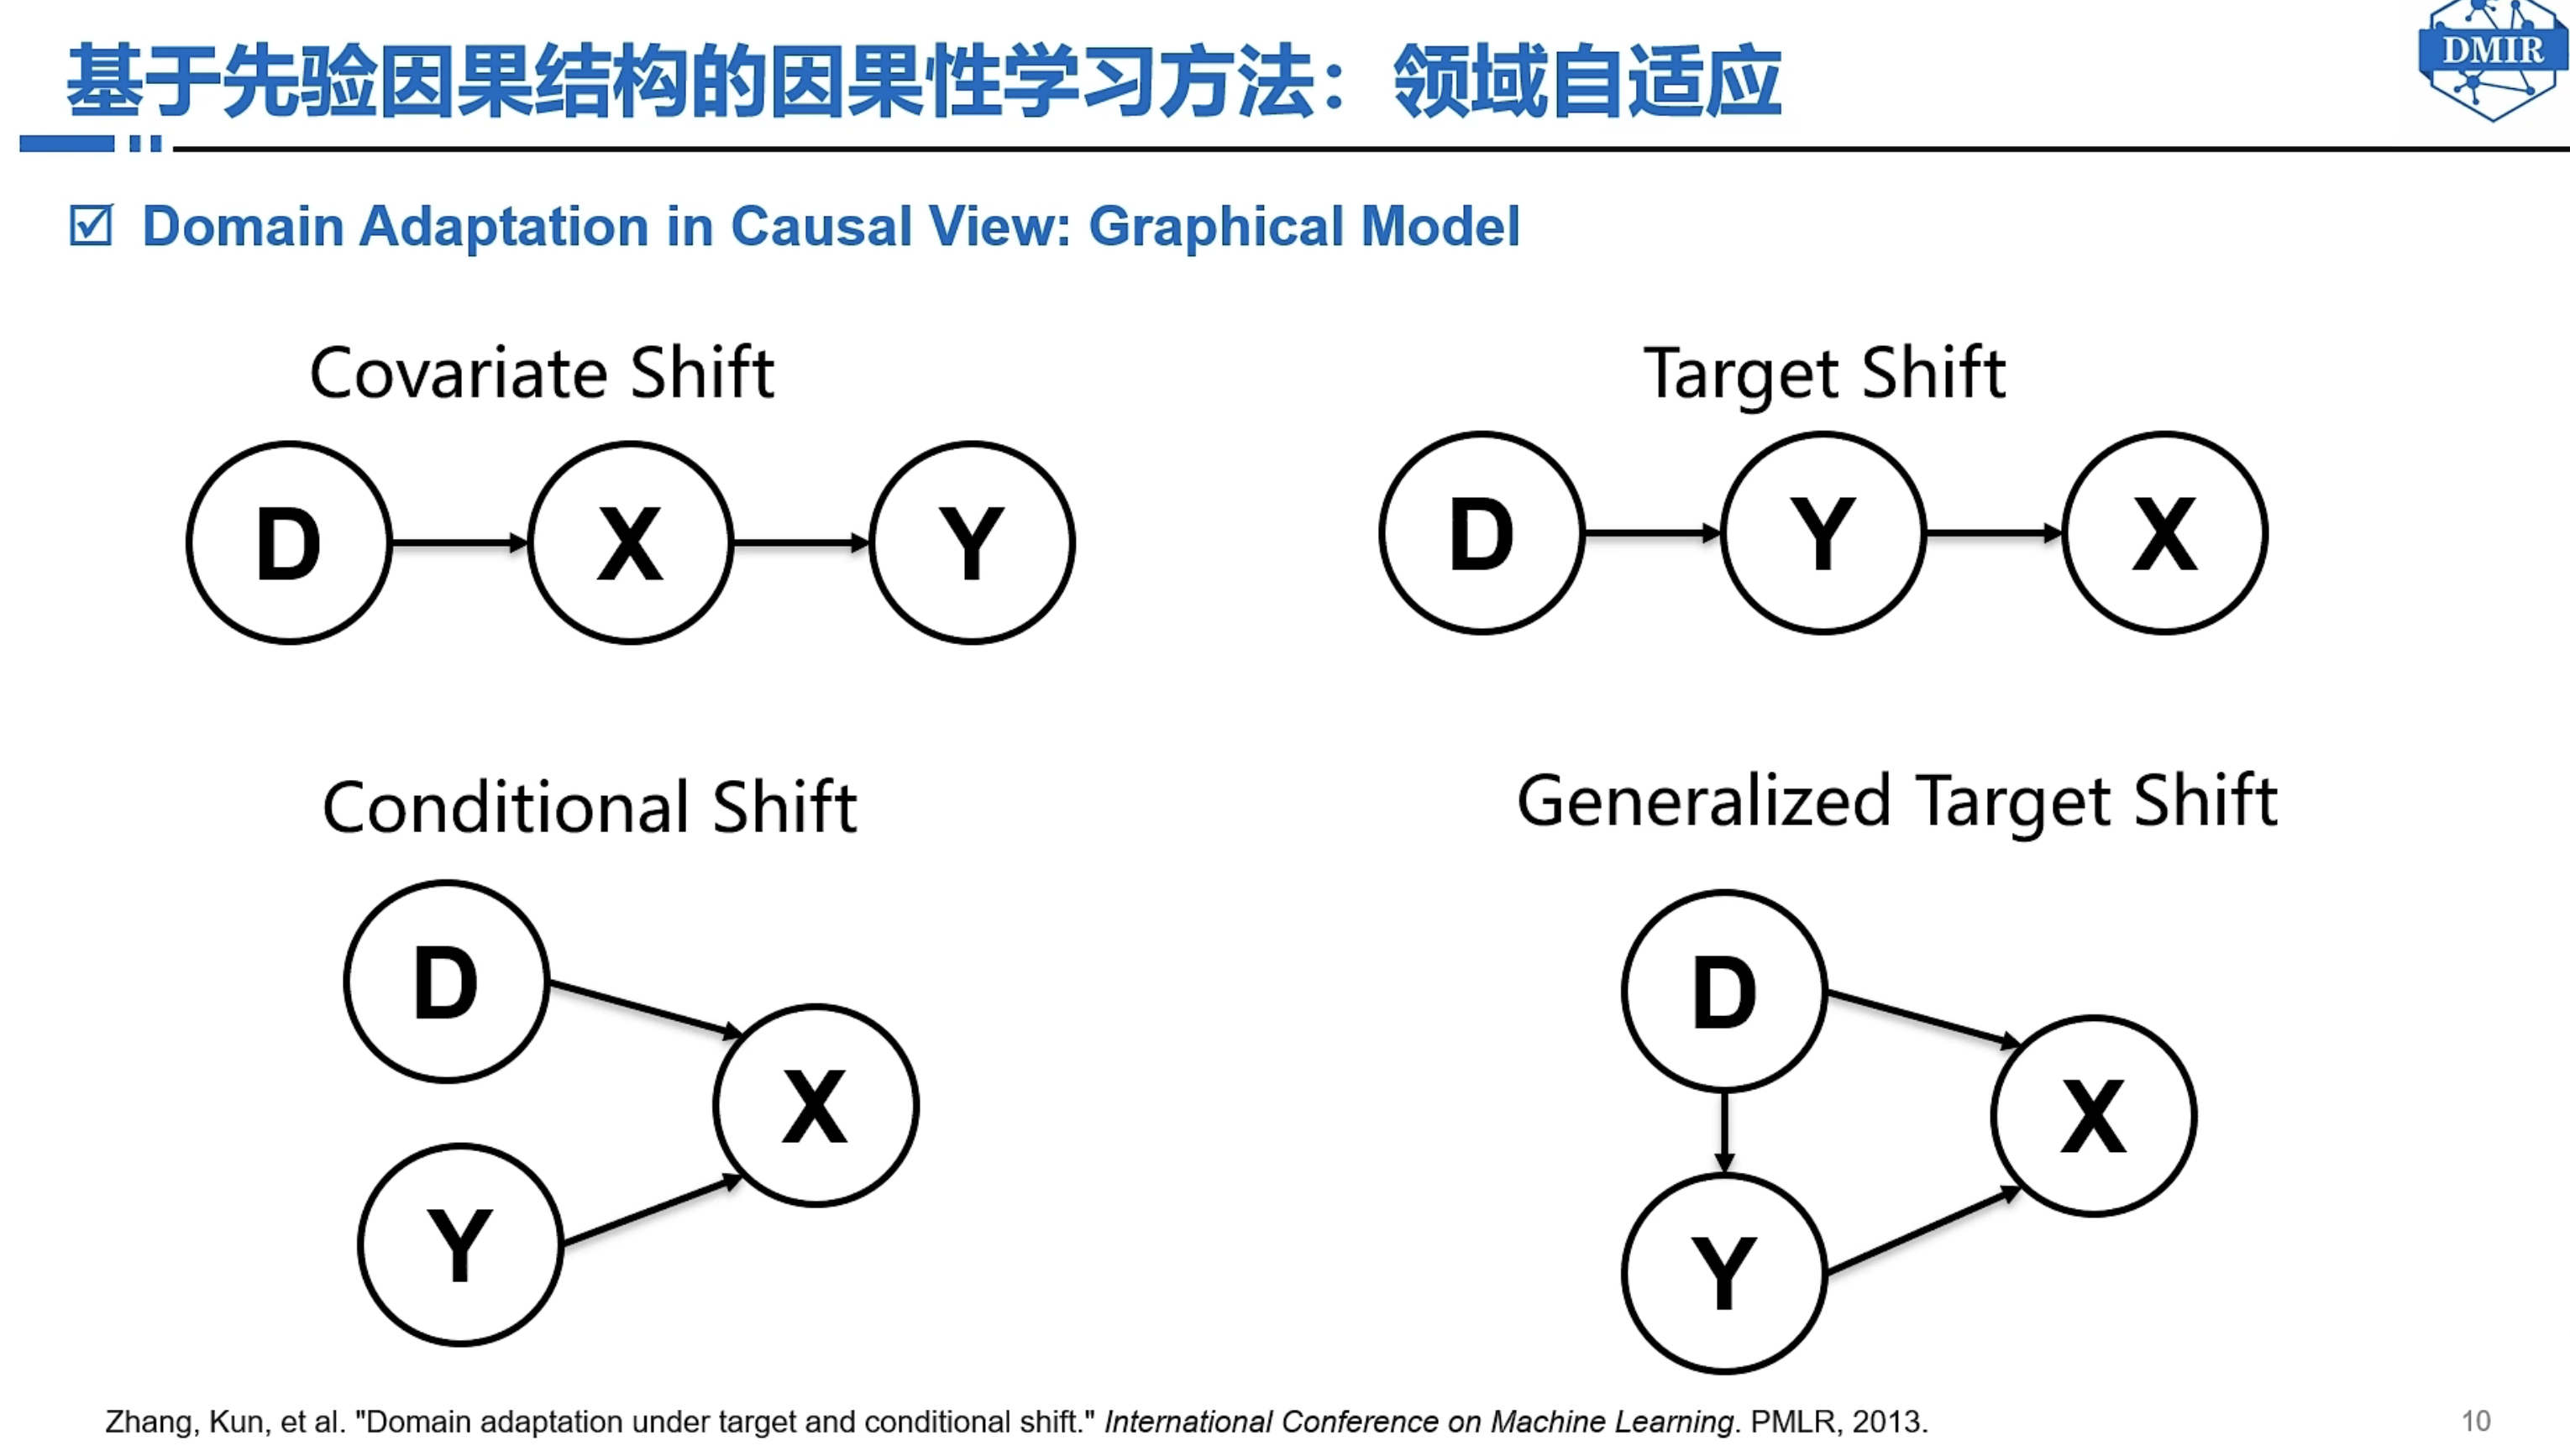 基于先验因果结构的因果性学习方法：领域自适应
DMIR
Domain Adaptation in Causal View: Graphical Model
Covariate Shift
D
X
Y
Target Shift
D
Y
X
Conditional Shift
D
X
Y
Generalized Target Shift
D
X
Y
Zhang, Kun, et al. "Domain adaptation under target and conditional shift." International Conference on Machine Learning. PMLR, 2013.
10